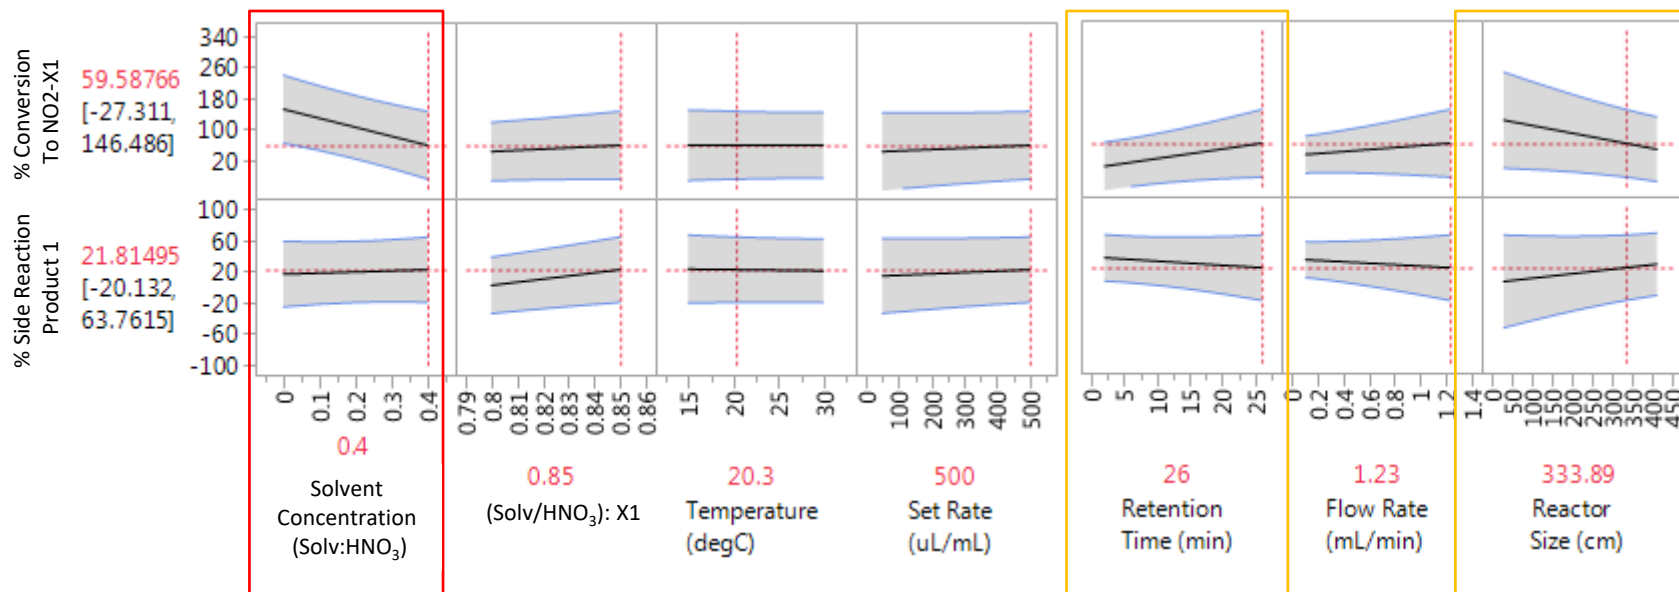 % Conversion
To NO2-X1
59.58766
[-27.311,
146.486]
340
260
180
100
20
% Side Reaction
Product 1
21.81495
[-20.132,
63.7615]
100
60
20
-20
-60
-100
0 0.1 0.2 0.3 0.4
0.79 0.8 0.81 0.82 0.83 0.84 0.85 0.86
15 20 25 30
0 100 200 300 400 500
0 5 10 15 20 25
0 0.2 0.4 0.6 0.8 1 1.2 1.4
0 50 100 150 200 250 300 350 400 450
0.4
Solvent
Concentration
(Solv:HNO₃)
0.85
(Solv/HNO₃): X1
20.3
Temperature
(degC)
500
Set Rate
(uL/mL)
26
Retention
Time (min)
1.23
Flow Rate
(mL/min)
333.89
Reactor
Size (cm)